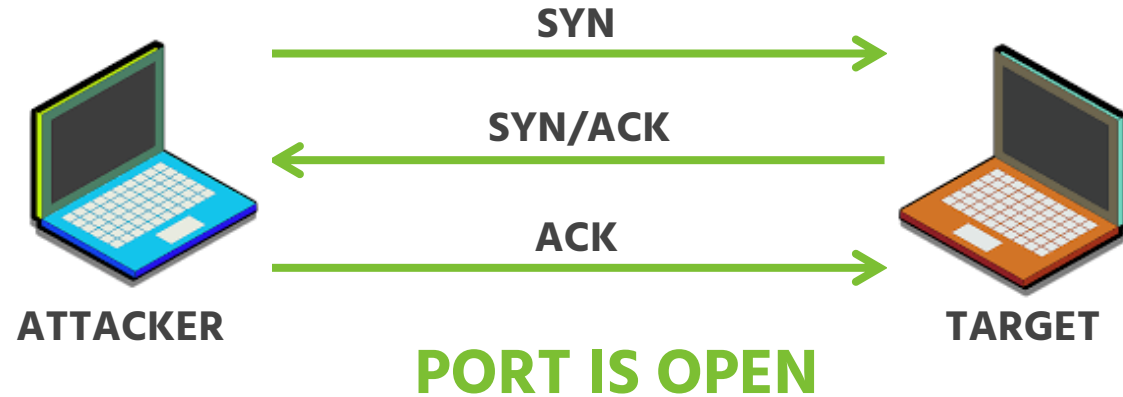 SYN
SYN/ACK
ACK
ATTACKER
TARGET
PORT IS OPEN